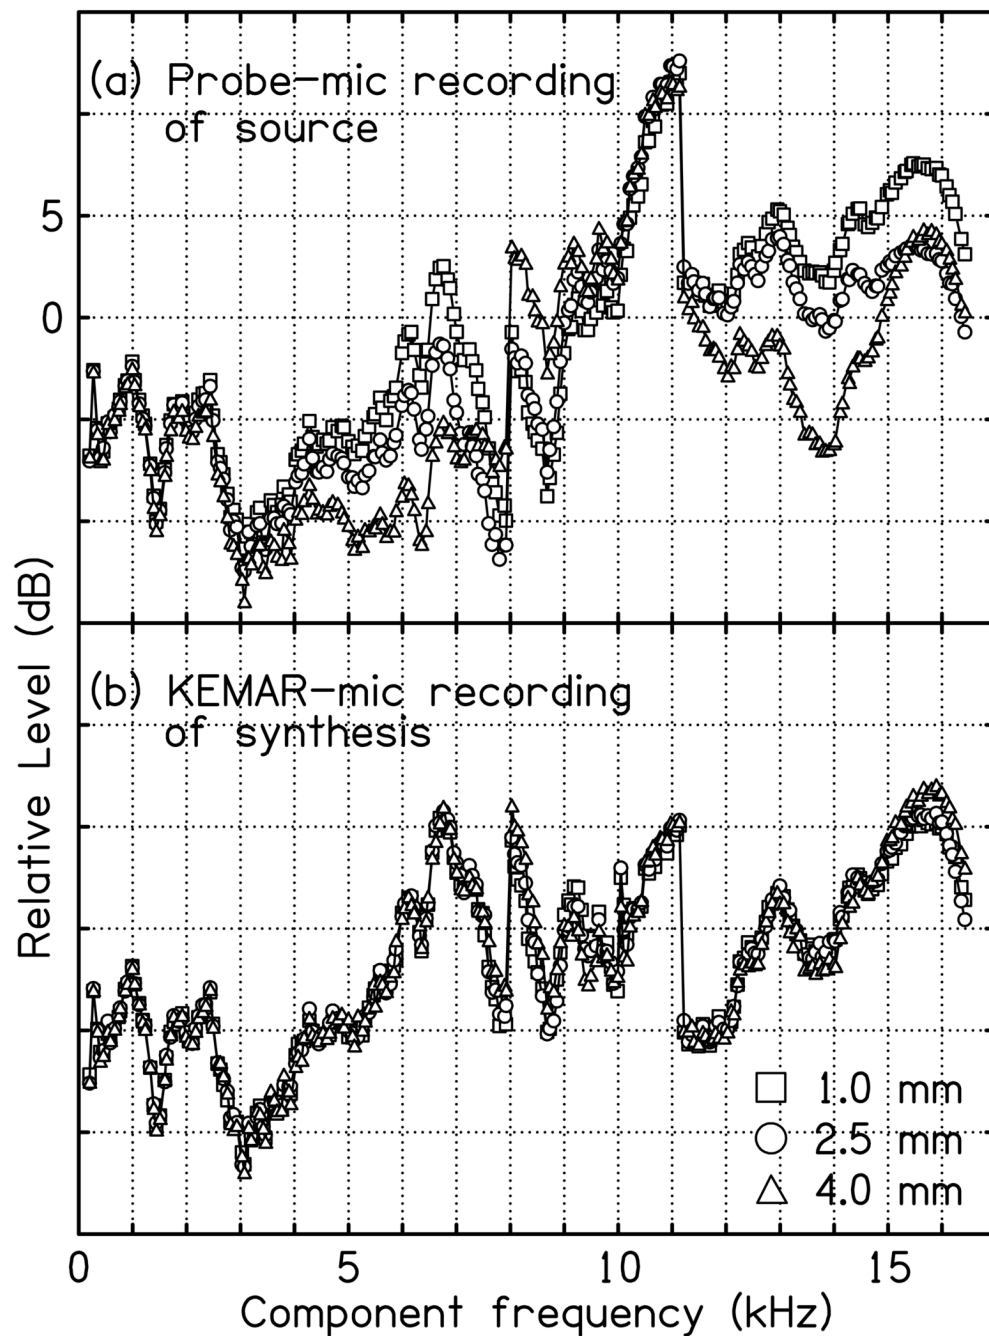 (a) Probe-mic recording
of source
5
0
Relative Level (dB)
(b) KEMAR-mic recording
of synthesis
1.0 mm
2.5 mm
4.0 mm
0 5 10 15
Component frequency (kHz)